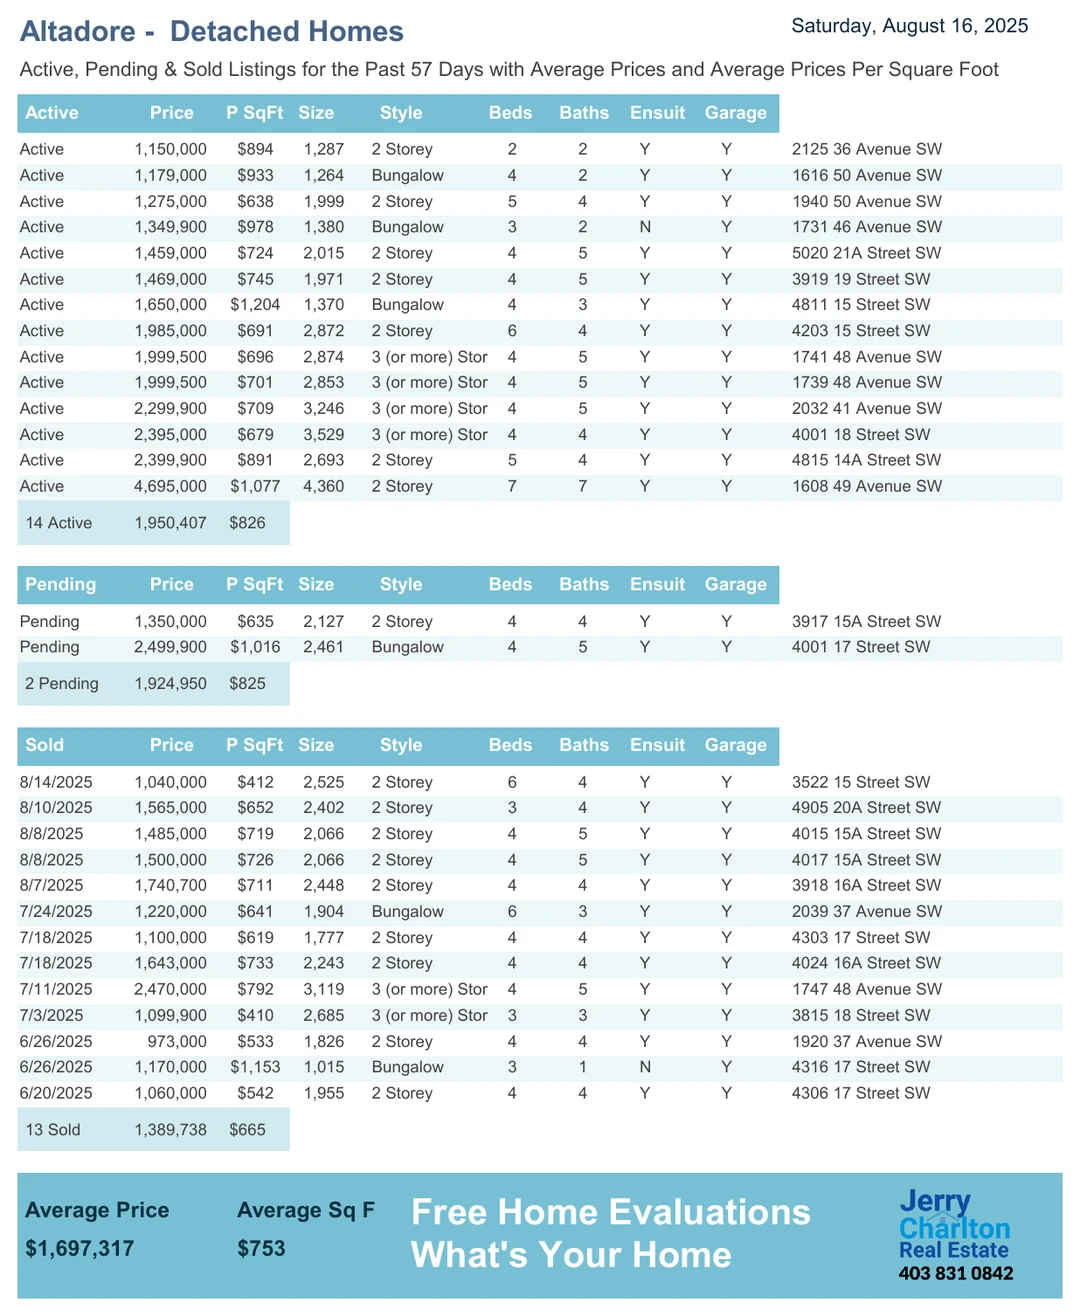 Altadore -  Detached Homes
Saturday, August 16, 2025
Active, Pending & Sold Listings for the Past 57 Days with Average Prices and Average Prices Per Square Foot
Active Price P SqFt Size Style Beds Baths Ensuit Garage
Active 1,150,000 $894 1,287 2 Storey 2 2 Y Y 2125 36 Avenue SW
Active 1,179,000 $933 1,264 Bungalow 4 2 Y Y 1616 50 Avenue SW
Active 1,275,000 $638 1,999 2 Storey 5 4 Y Y 1940 50 Avenue SW
Active 1,349,900 $978 1,380 Bungalow 3 2 N Y 1731 46 Avenue SW
Active 1,459,000 $724 2,015 2 Storey 4 5 Y Y 5020 21A Street SW
Active 1,469,000 $745 1,971 2 Storey 4 5 Y Y 3919 19 Street SW
Active 1,650,000 $1,204 1,370 Bungalow 4 3 Y Y 4811 15 Street SW
Active 1,985,000 $691 2,872 2 Storey 6 4 Y Y 4203 15 Street SW
Active 1,999,500 $696 2,874 3 (or more) Stor 4 5 Y Y 1741 48 Avenue SW
Active 1,999,500 $701 2,853 3 (or more) Stor 4 5 Y Y 1739 48 Avenue SW
Active 2,299,900 $709 3,246 3 (or more) Stor 4 5 Y Y 2032 41 Avenue SW
Active 2,395,000 $679 3,529 3 (or more) Stor 4 4 Y Y 4001 18 Street SW
Active 2,399,900 $891 2,693 2 Storey 5 4 Y Y 4815 14A Street SW
Active 4,695,000 $1,077 4,360 2 Storey 7 7 Y Y 1608 49 Avenue SW
14 Active 1,950,407 $826
Pending Price P SqFt Size Style Beds Baths Ensuit Garage
Pending 1,350,000 $635 2,127 2 Storey 4 4 Y Y 3917 15A Street SW
Pending 2,499,900 $1,016 2,461 Bungalow 4 5 Y Y 4001 17 Street SW
2 Pending 1,924,950 $825
Sold Price P SqFt Size Style Beds Baths Ensuit Garage
8/14/2025 1,040,000 $412 2,525 2 Storey 6 4 Y Y 3522 15 Street SW
8/10/2025 1,565,000 $652 2,402 2 Storey 3 4 Y Y 4905 20A Street SW
8/8/2025 1,485,000 $719 2,066 2 Storey 4 5 Y Y 4015 15A Street SW
8/8/2025 1,500,000 $726 2,066 2 Storey 4 5 Y Y 4017 15A Street SW
8/7/2025 1,740,700 $711 2,448 2 Storey 4 4 Y Y 3918 16A Street SW
7/24/2025 1,220,000 $641 1,904 Bungalow 6 3 Y Y 2039 37 Avenue SW
7/18/2025 1,100,000 $619 1,777 2 Storey 4 4 Y Y 4303 17 Street SW
7/18/2025 1,643,000 $733 2,243 2 Storey 4 4 Y Y 4024 16A Street SW
7/11/2025 2,470,000 $792 3,119 3 (or more) Stor 4 5 Y Y 1747 48 Avenue SW
7/3/2025 1,099,900 $410 2,685 3 (or more) Stor 3 3 Y Y 3815 18 Street SW
6/26/2025 973,000 $533 1,826 2 Storey 4 4 Y Y 1920 37 Avenue SW
6/26/2025 1,170,000 $1,153 1,015 Bungalow 3 1 N Y 4316 17 Street SW
6/20/2025 1,060,000 $542 1,955 2 Storey 4 4 Y Y 4306 17 Street SW
13 Sold 1,389,738 $665
Average Price Average Sq F
$1,697,317 $753
Free Home Evaluations
What's Your Home
Jerry
Charlton
Real Estate
403 831 0842